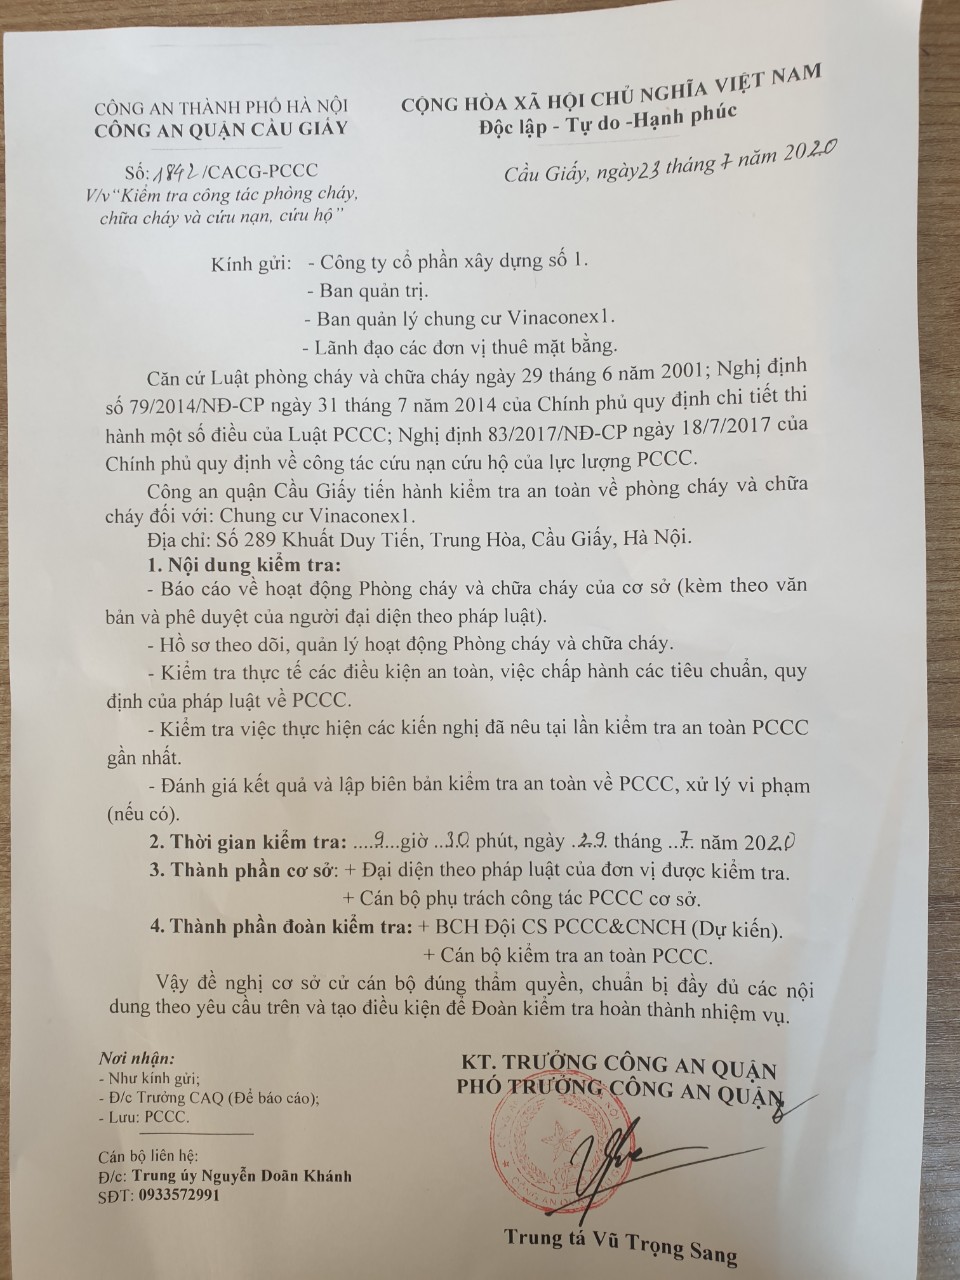 CÔNG AN THÀNH PHỐ HÀ NỘI
CÔNG AN QUẬN CẦU GIẤY
CỘNG HÒA XÃ HỘI CHỦ NGHĨA VIỆT NAM
Độc lập - Tự do -Hạnh phúc
Số: 1842 /CACG-PCCC
V/v “Kiểm tra công tác phòng cháy,
chữa cháy và cứu nạn, cứu hộ”
Cầu Giấy, ngày 23 tháng 7 năm 2020
Kính gửi: - Công ty cổ phần xây dựng số 1.
- Ban quản trị.
- Ban quản lý chung cư Vinaconex1.
- Lãnh đạo các đơn vị thuê mặt bằng.
Căn cứ Luật phòng cháy và chữa cháy ngày 29 tháng 6 năm 2001; Nghị định
số 79/2014/NĐ-CP ngày 31 tháng 7 năm 2014 của Chính phủ quy định chi tiết thi
hành một số điều của Luật PCCC; Nghị định 83/2017/NĐ-CP ngày 18/7/2017 của
Chính phủ quy định về công tác cứu nạn cứu hộ của lực lượng PCCC.
Công an quận Cầu Giấy tiến hành kiểm tra an toàn về phòng cháy và chữa
cháy đối với: Chung cư Vinaconex1.
Địa chỉ: Số 289 Khuất Duy Tiến, Trung Hòa, Cầu Giấy, Hà Nội.
1. Nội dung kiểm tra:
- Báo cáo về hoạt động Phòng cháy và chữa cháy của cơ sở (kèm theo văn
bản và phê duyệt của người đại diện theo pháp luật).
- Hồ sơ theo dõi, quản lý hoạt động Phòng cháy và chữa cháy.
- Kiểm tra thực tế các điều kiện an toàn, việc chấp hành các tiêu chuẩn, quy
định của pháp luật về PCCC.
- Kiểm tra việc thực hiện các kiến nghị đã nêu tại lần kiểm tra an toàn PCCC
gần nhất.
- Đánh giá kết quả và lập biên bản kiểm tra an toàn về PCCC, xử lý vi phạm
(nếu có).
2. Thời gian kiểm tra: ....9...giờ ..30 phút, ngày .29. tháng ..7. năm 2020
3. Thành phần cơ sở: + Đại diện theo pháp luật của đơn vị được kiểm tra.
+ Cán bộ phụ trách công tác PCCC cơ sở.
4. Thành phần đoàn kiểm tra: + BCH Đội CS PCCC&CNCH (Dự kiến).
+ Cán bộ kiểm tra an toàn PCCC.
Vậy đề nghị cơ sở cử cán bộ đúng thẩm quyền, chuẩn bị đầy đủ các nội
dung theo yêu cầu trên và tạo điều kiện để Đoàn kiểm tra hoàn thành nhiệm vụ.
Nơi nhận:
- Như kính gửi;
- Đ/c Trưởng CAQ (Để báo cáo);
- Lưu: PCCC.
Cán bộ liên hệ:
Đ/c: Trung úy Nguyễn Doãn Khánh
SĐT: 0933572991
KT. TRƯỞNG CÔNG AN QUẬN
PHÓ TRƯỞNG CÔNG AN QUẬN
Trung tá Vũ Trọng Sang